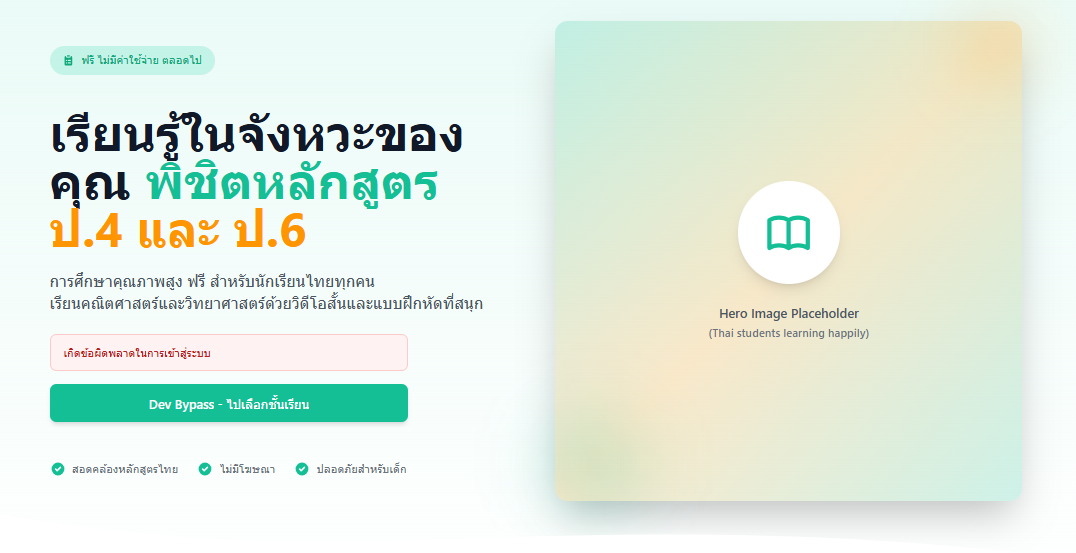 ฟรี ไม่มีค่าใช้จ่าย ตลอดไป
เรียนรู้ในจังหวะของ
คุณ พิชิตหลักสูตร
ป.4 และ ป.6
การศึกษาคุณภาพสูง ฟรี สำหรับนักเรียนไทยทุกคน
เรียนคณิตศาสตร์และวิทยาศาสตร์ด้วยวิดีโอสั้นและแบบฝึกหัดที่สนุก
เกิดข้อผิดพลาดในการเข้าสู่ระบบ
Dev Bypass - ไปเลือกชั้นเรียน
สอดคล้องหลักสูตรไทย
ไม่มีโฆษณา
ปลอดภัยสำหรับเด็ก
Hero Image Placeholder
(Thai students learning happily)